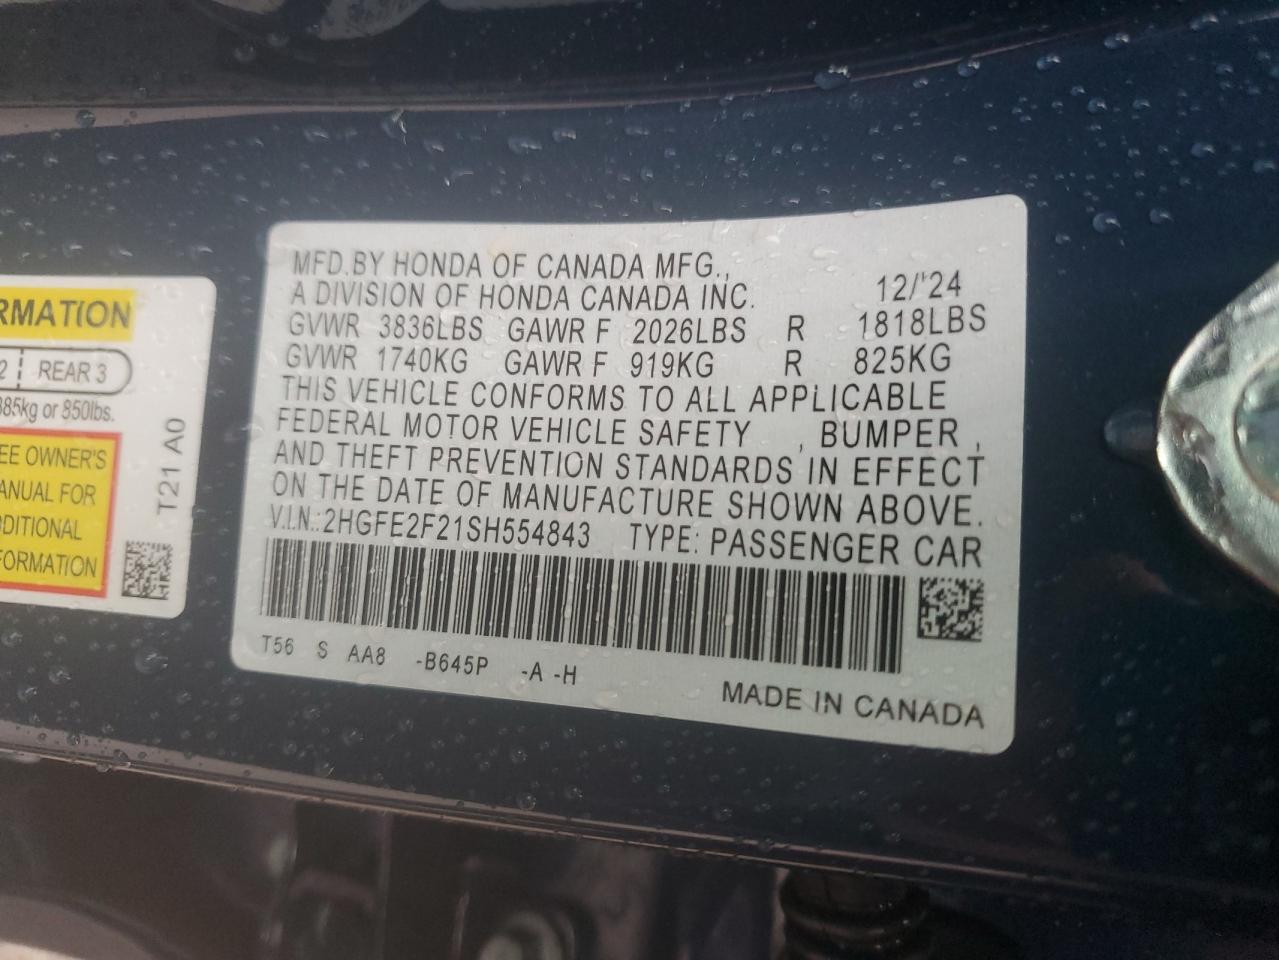 RMATION
2 REAR 3
385kg or 850lbs.
EE OWNER'S
ANUAL FOR
DDITIONAL
FORMATION
T21 A0
MFD.BY HONDA OF CANADA MFG.,
A DIVISION OF HONDA CANADA INC. 12/'24
GVWR 3836LBS GAWR F 2026LBS R 1818LBS
GVWR 1740KG GAWR F 919KG R 825KG
THIS VEHICLE CONFORMS TO ALL APPLICABLE
FEDERAL MOTOR VEHICLE SAFETY , BUMPER ,
AND THEFT PREVENTION STANDARDS IN EFFECT
ON THE DATE OF MANUFACTURE SHOWN ABOVE.
V.I.N.:2HGFE2F21SH554843 TYPE: PASSENGER CAR
T56 S AA8 -B645P -A -H
MADE IN CANADA